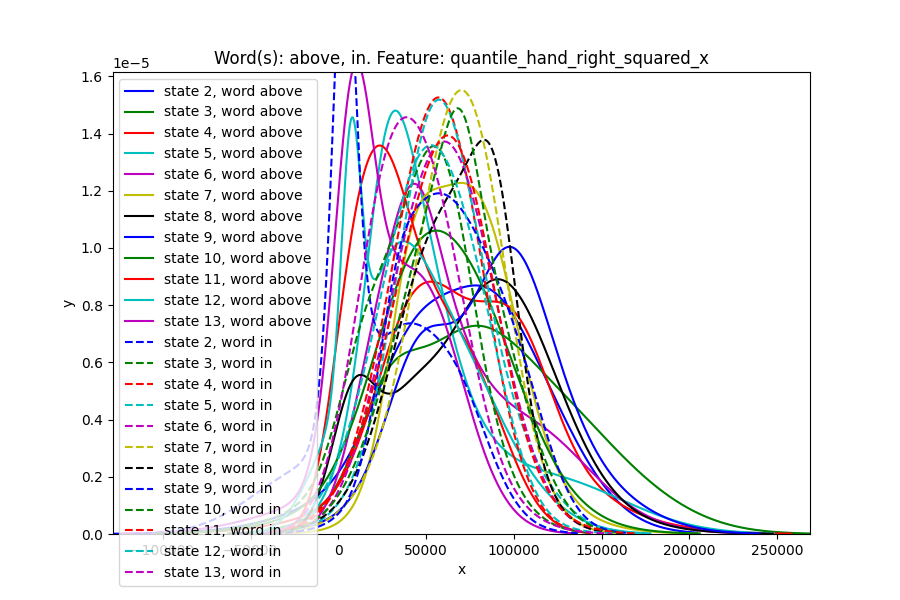 Word(s): above, in. Feature: quantile_hand_right_squared_x
1e−5
1.6
1.4
1.2
1.0
0.8
0.6
0.4
0.2
0.0
y
state 2, word above
state 3, word above
state 4, word above
state 5, word above
state 6, word above
state 7, word above
state 8, word above
state 9, word above
state 10, word above
state 11, word above
state 12, word above
state 13, word above
state 2, word in
state 3, word in
state 4, word in
state 5, word in
state 6, word in
state 7, word in
state 8, word in
state 9, word in
state 10, word in
state 11, word in
state 12, word in
state 13, word in
0 50000 100000 150000 200000 250000
x